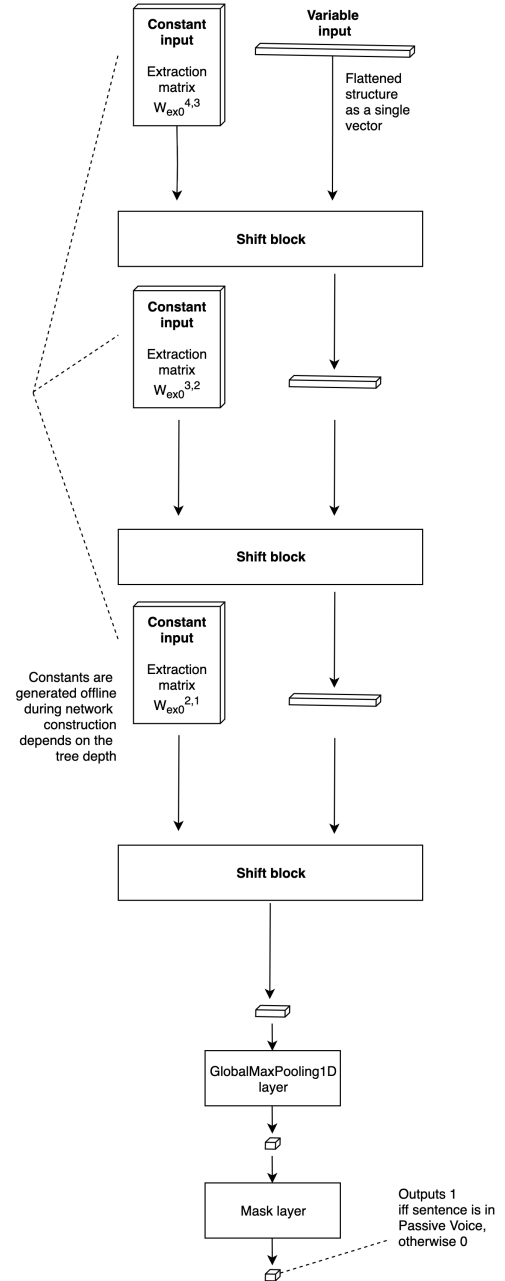 Constant
input
Extraction
matrix
W_ex0^4,3
Variable
input
Flattened
structure
as a single
vector
Shift block
Constant
input
Extraction
matrix
W_ex0^3,2
Shift block
Constant
input
Extraction
matrix
W_ex0^2,1
Constants are
generated offline
during network
construction
depends on the
tree depth
Shift block
GlobalMaxPooling1D
layer
Mask layer
Outputs 1
iff sentence is in
Passive Voice,
otherwise 0